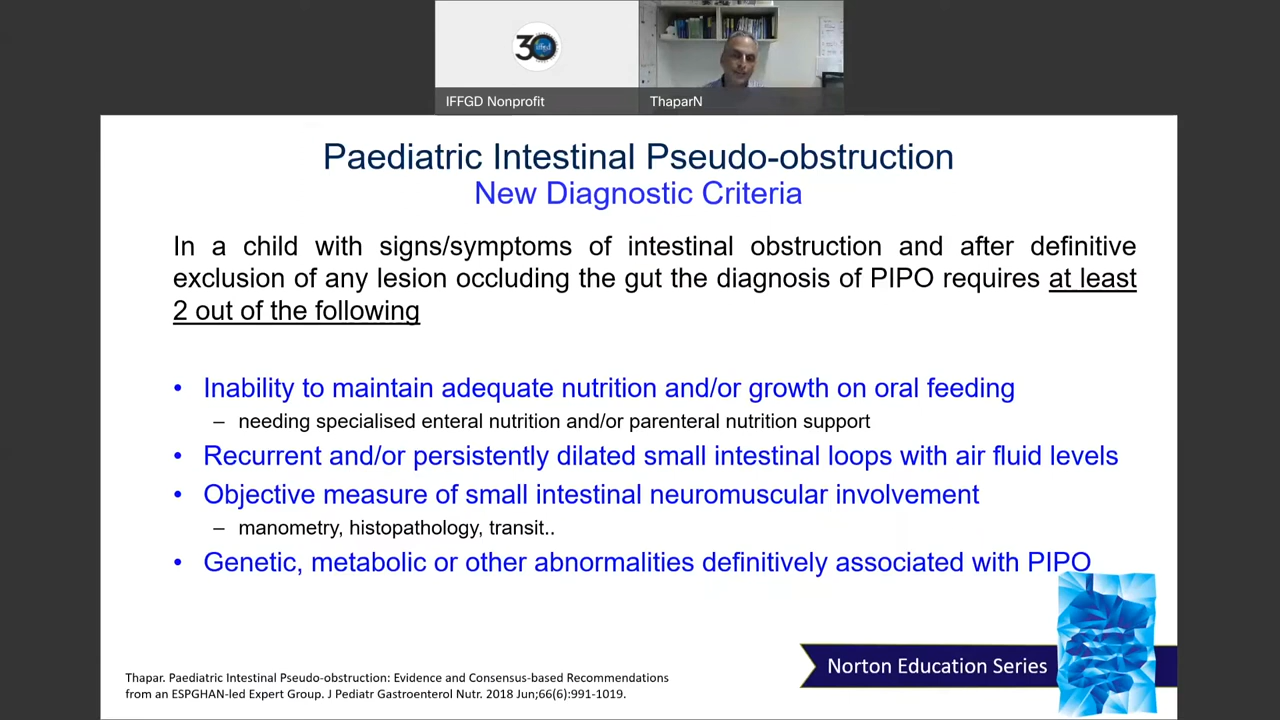 30
IFFGD Nonprofit
ThaparN
Paediatric Intestinal Pseudo-obstruction
New Diagnostic Criteria
In a child with signs/symptoms of intestinal obstruction and after definitive
exclusion of any lesion occluding the gut the diagnosis of PIPO requires at least
2 out of the following
• Inability to maintain adequate nutrition and/or growth on oral feeding
– needing specialised enteral nutrition and/or parenteral nutrition support
• Recurrent and/or persistently dilated small intestinal loops with air fluid levels
• Objective measure of small intestinal neuromuscular involvement
– manometry, histopathology, transit..
• Genetic, metabolic or other abnormalities definitively associated with PIPO
Norton Education Series
Thapar. Paediatric Intestinal Pseudo-obstruction: Evidence and Consensus-based Recommendations
from an ESPGHAN-led Expert Group. J Pediatr Gastroenterol Nutr. 2018 Jun;66(6):991-1019.